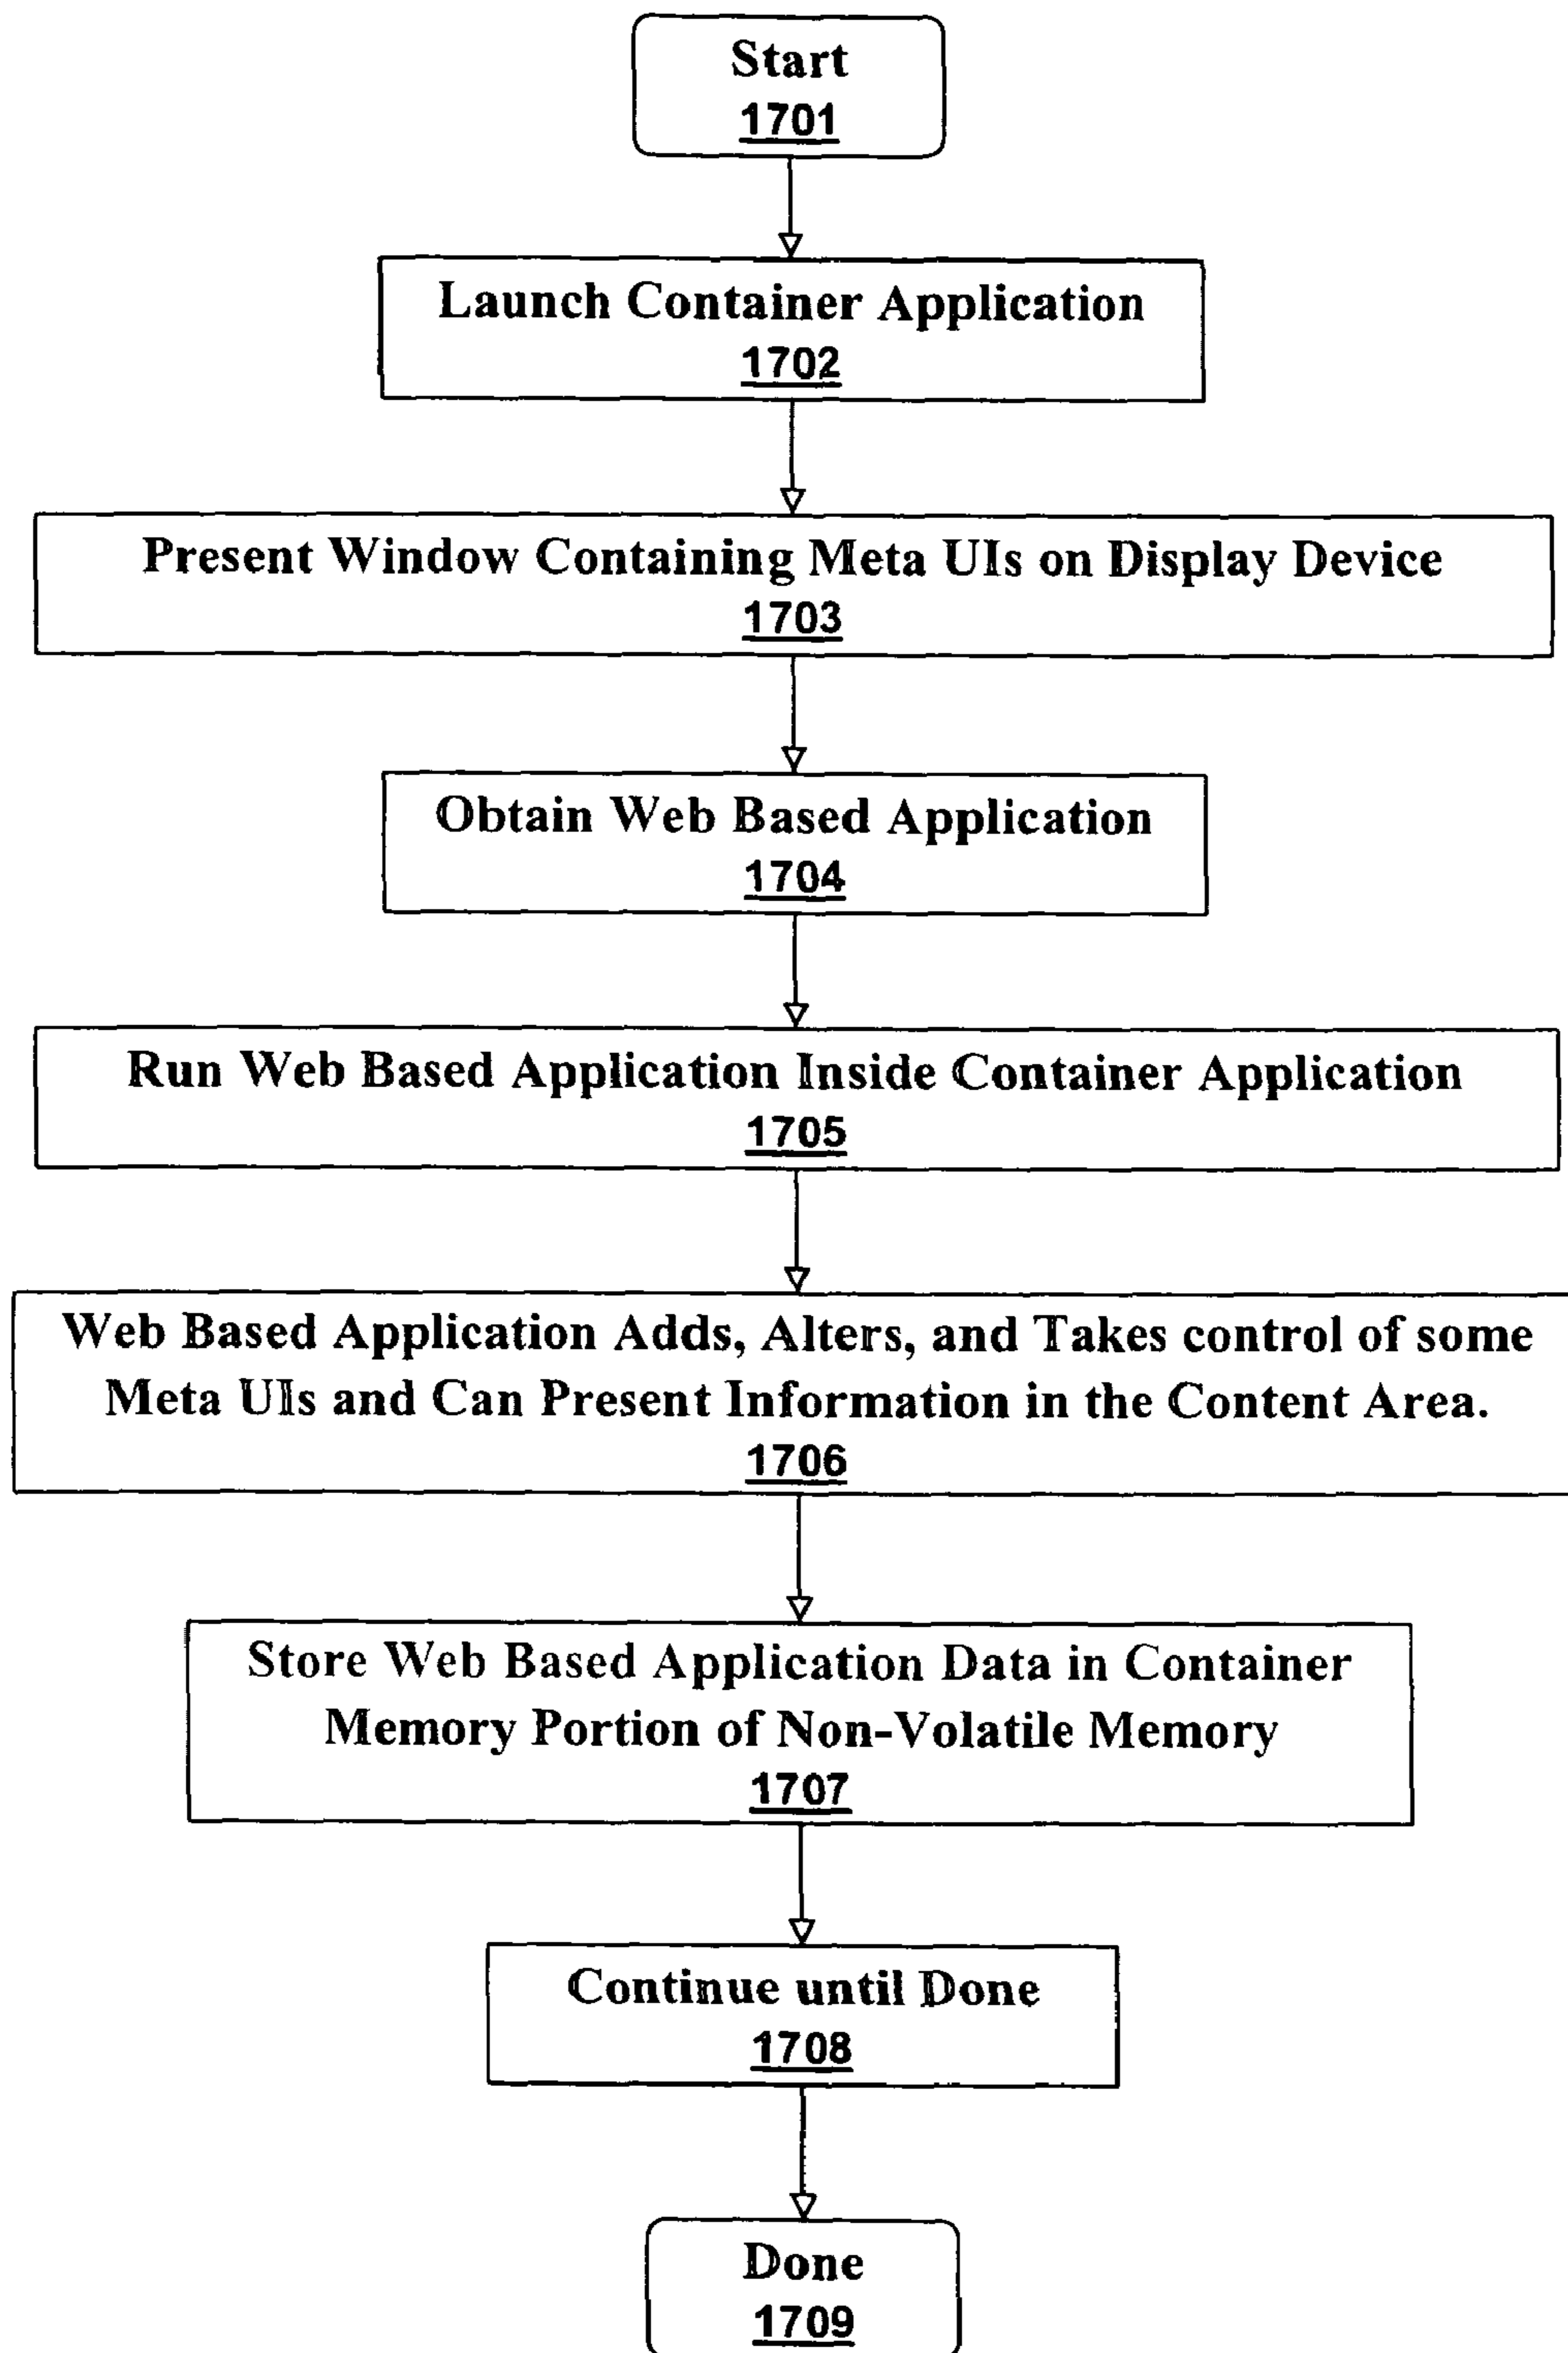 Start
1701
Launch Container Application
1702
Present Window Containing Meta UIs on Display Device
1703
Obtain Web Based Application
1704
Run Web Based Application Inside Container Application
1705
Web Based Application Adds, Alters, and Takes control of some
Meta UIs and Can Present Information in the Content Area.
1706
Store Web Based Application Data in Container
Memory Portion of Non-Volatile Memory
1707
Continue until Done
1708
Done
1709